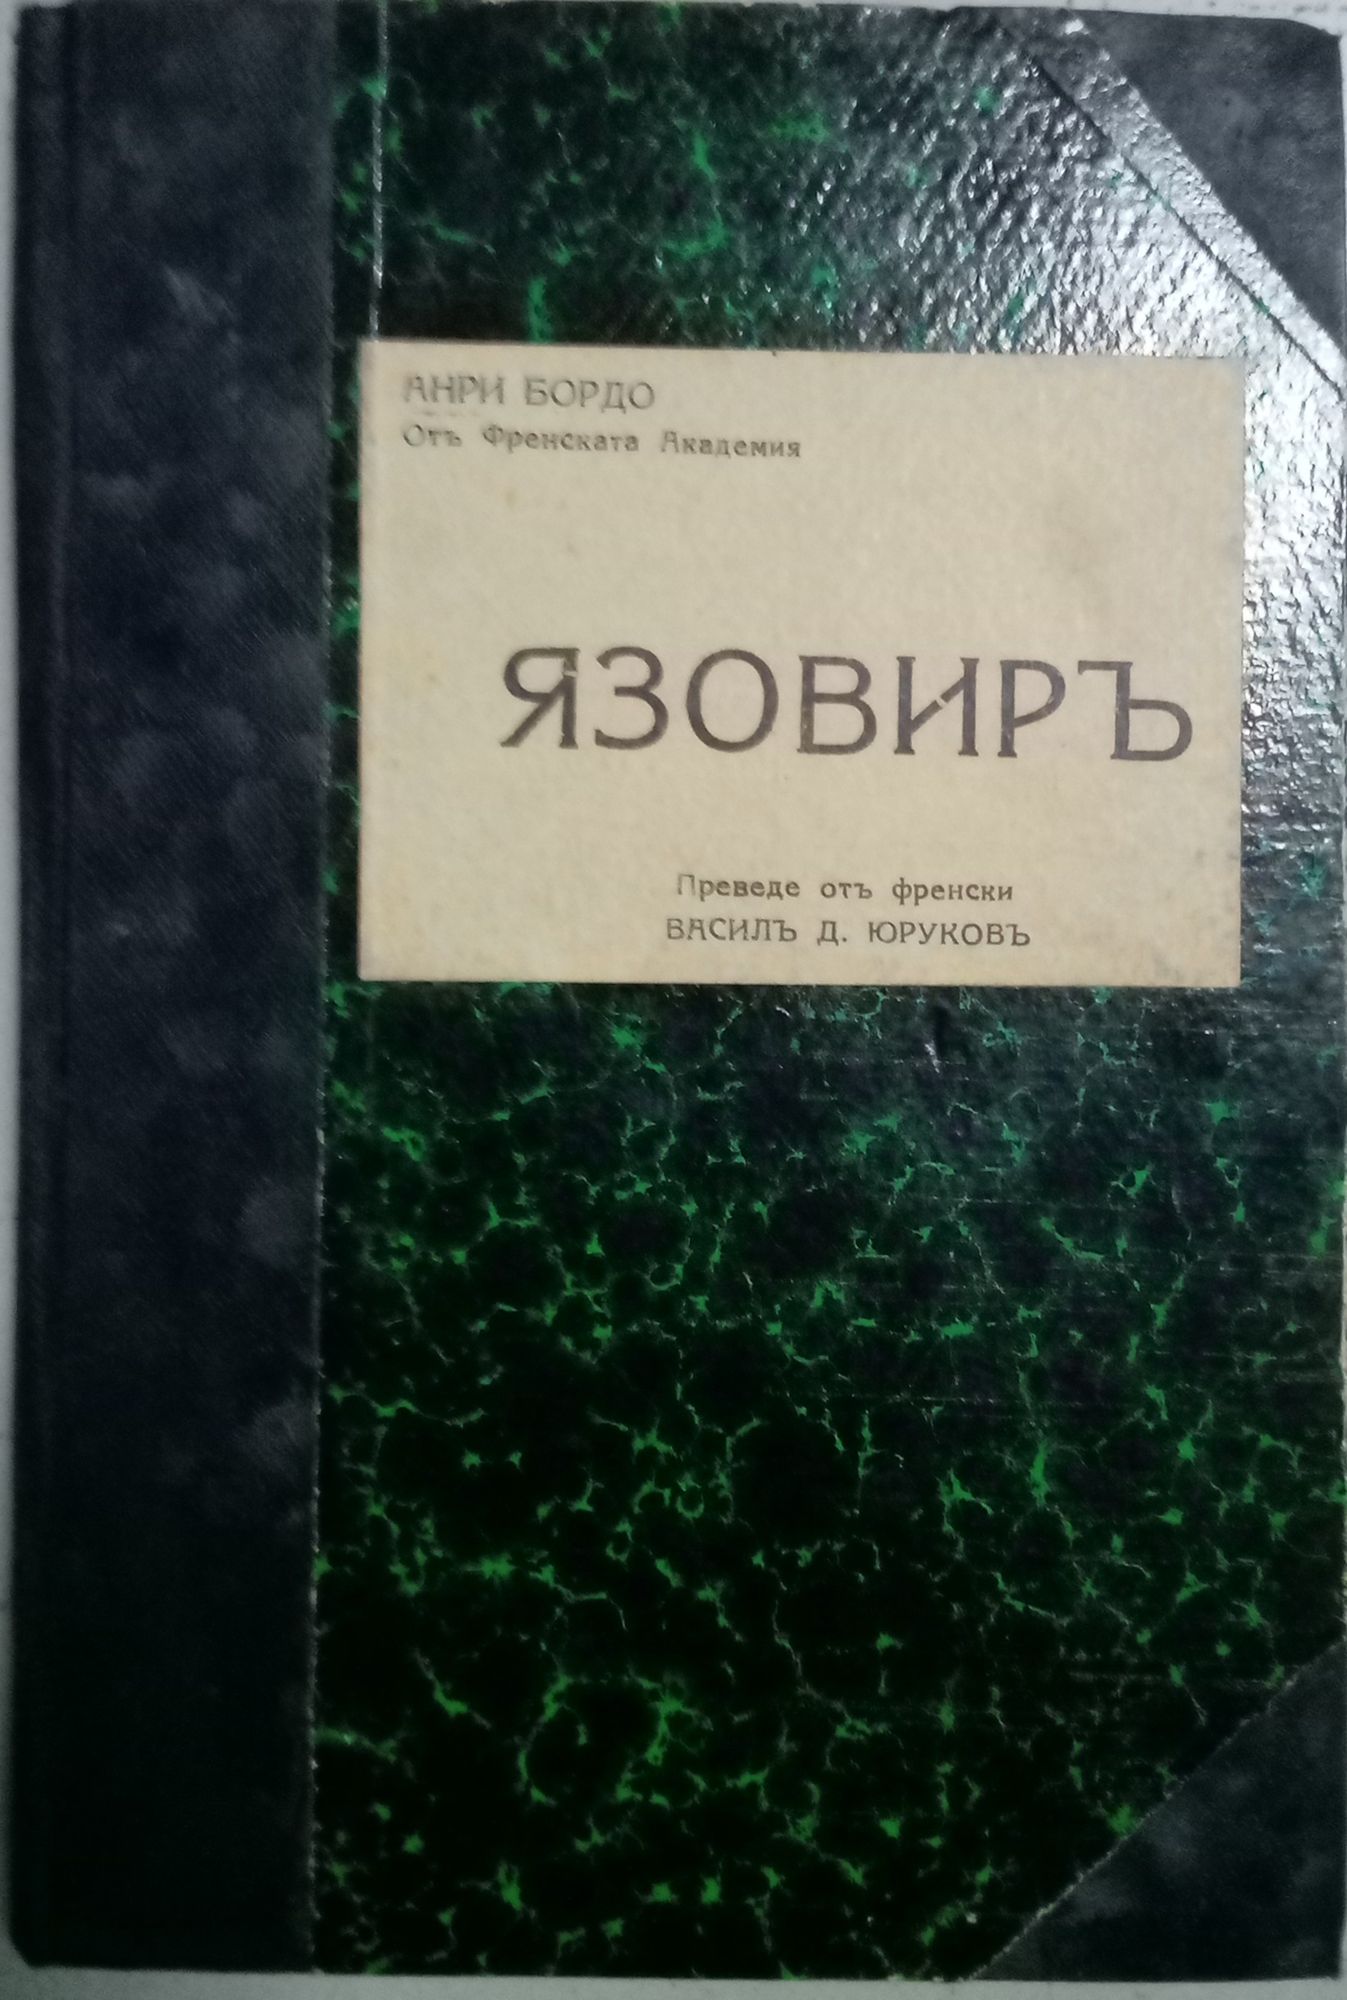 АНРИ БОРДО
Отъ Френската Академия
ЯЗОВИРЪ
Преведе отъ френски
ВАСИЛЪ Д. ЮРУКОВЪ